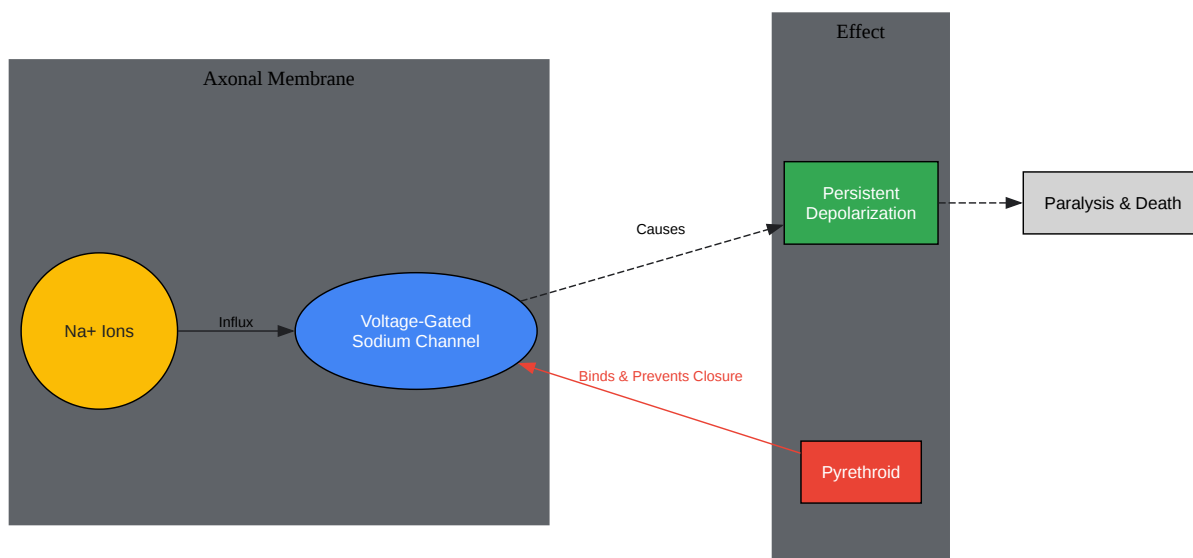 Effect
Axonal Membrane
Persistent
Depolarization
Paralysis & Death
Causes
Na+ Ions
Influx
Voltage-Gated
Sodium Channel
Binds & Prevents Closure
Pyrethroid